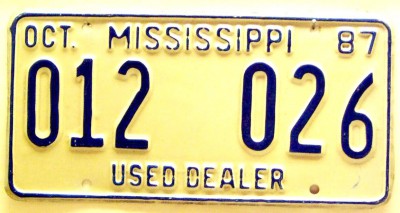 OCT. MISSISSIPPI 87
012 026
USED DEALER